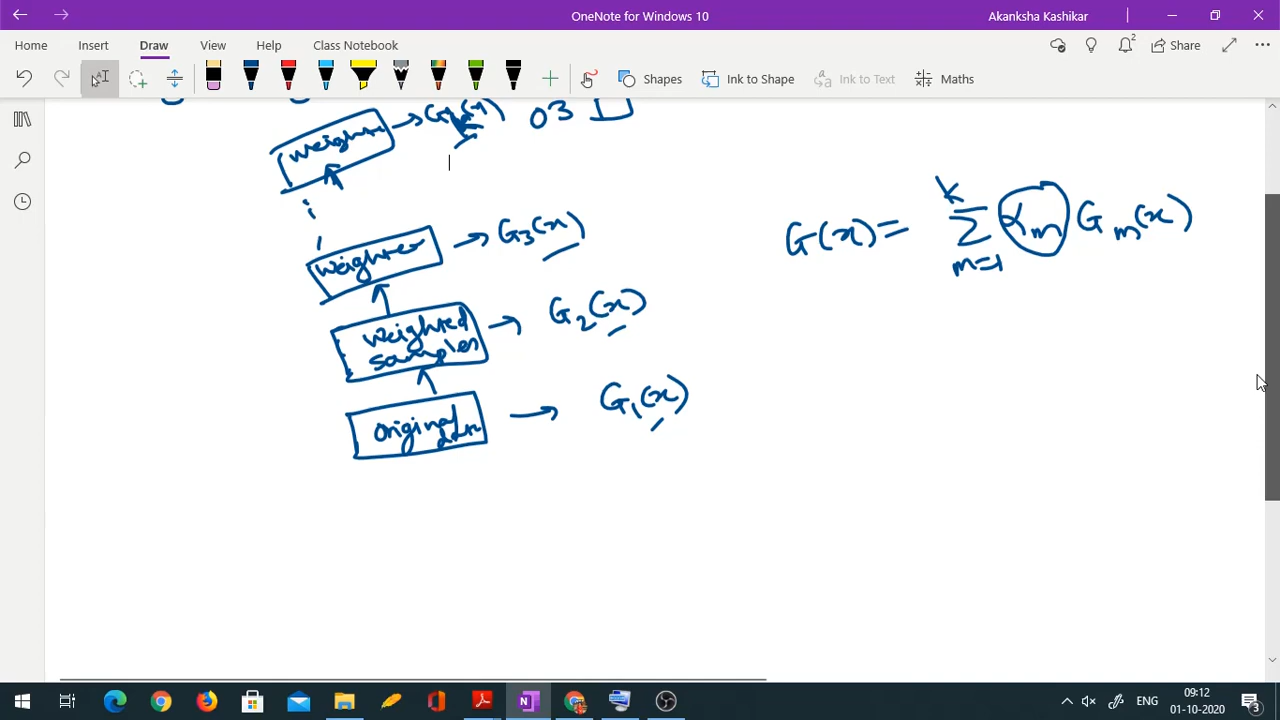 OneNote for Windows 10
Akanksha Kashikar
Home Insert Draw View Help Class Notebook
Share
Shapes Ink to Shape Ink to Text Maths
weighted → (x) 03
weighted → G3(x)
weighted samples → G2(x)
original data → G1(x)
G(x) = k Σ m=1 αm Gm(x)
ENG
09:12
01-10-2020
3